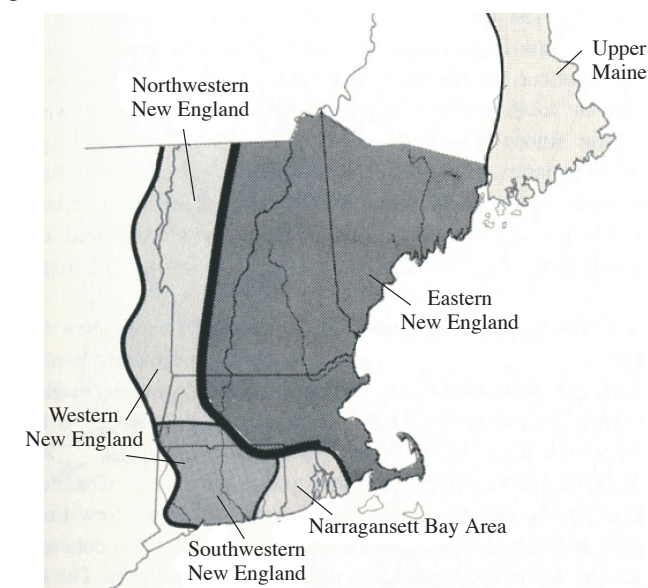 Upper
Maine
Northwestern
New England
Eastern
New England
Western
New England
Narragansett Bay Area
Southwestern
New England